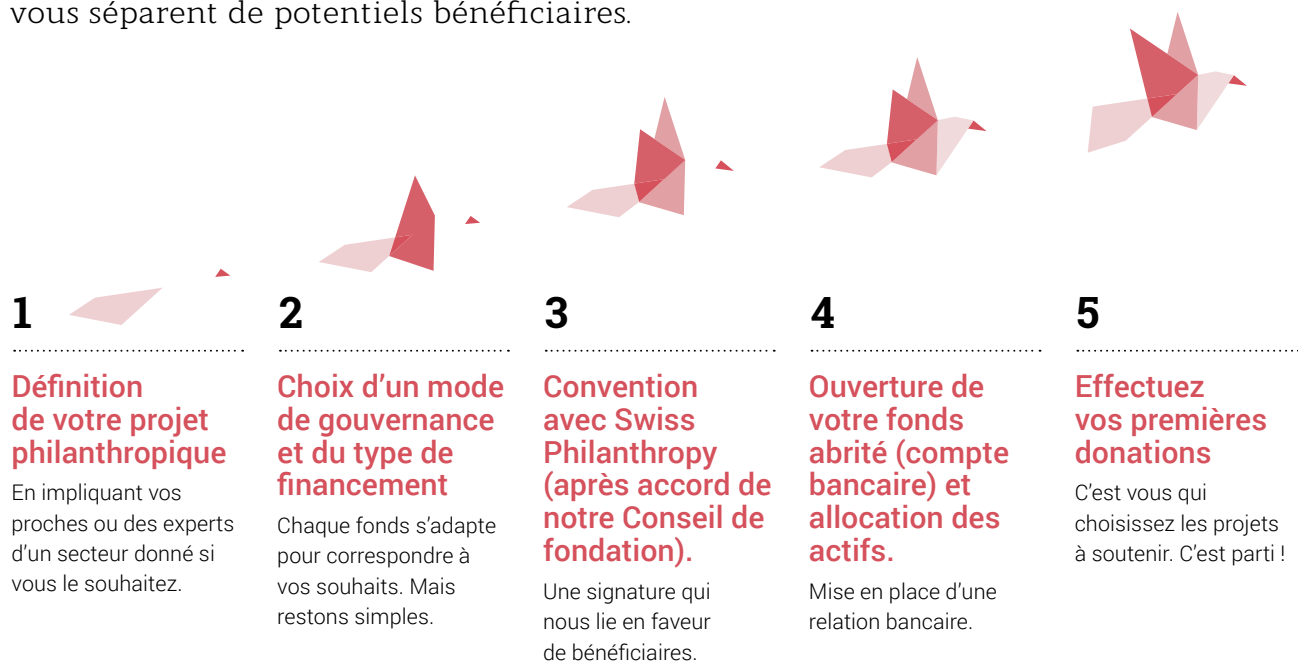 vous séparent de potentiels bénéficiaires.
1
Définition
de votre projet
philanthropique
En impliquant vos
proches ou des experts
d’un secteur donné si
vous le souhaitez.
2
Choix d’un mode
de gouvernance
et du type de
financement
Chaque fonds s’adapte
pour correspondre à
vos souhaits. Mais
restons simples.
3
Convention
avec Swiss
Philanthropy
(après accord de
notre Conseil de
fondation).
Une signature qui
nous lie en faveur
de bénéficiaires.
4
Ouverture de
votre fonds
abrité (compte
bancaire) et
allocation des
actifs.
Mise en place d’une
relation bancaire.
5
Effectuez
vos premières
donations
C’est vous qui
choisissez les projets
à soutenir. C’est parti !